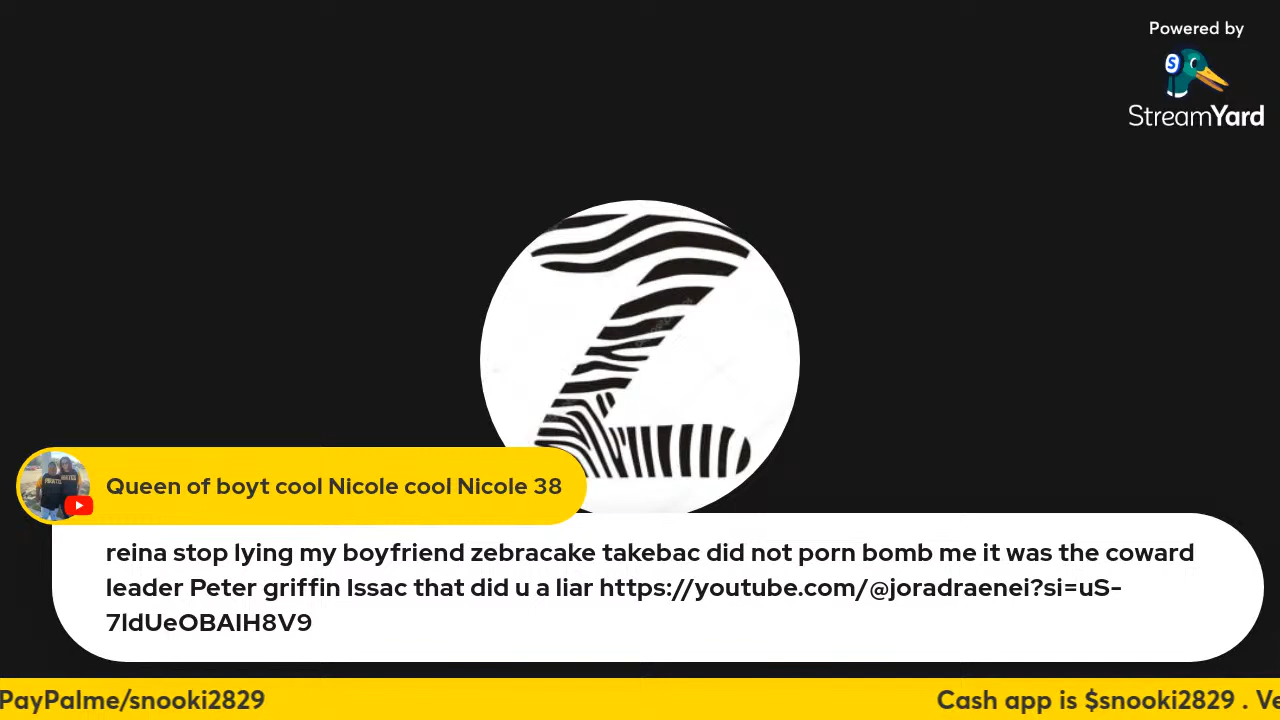 Powered by
StreamYard
Queen of boyt cool Nicole cool Nicole 38
reina stop lying my boyfriend zebracake takebac did not porn bomb me it was the coward
leader Peter griffin Issac that did u a liar https://youtube.com/@joradraenei?si=uS-
7ldUeOBAIH8V9
PayPalme/snooki2829
Cash app is $snooki2829 . Ve